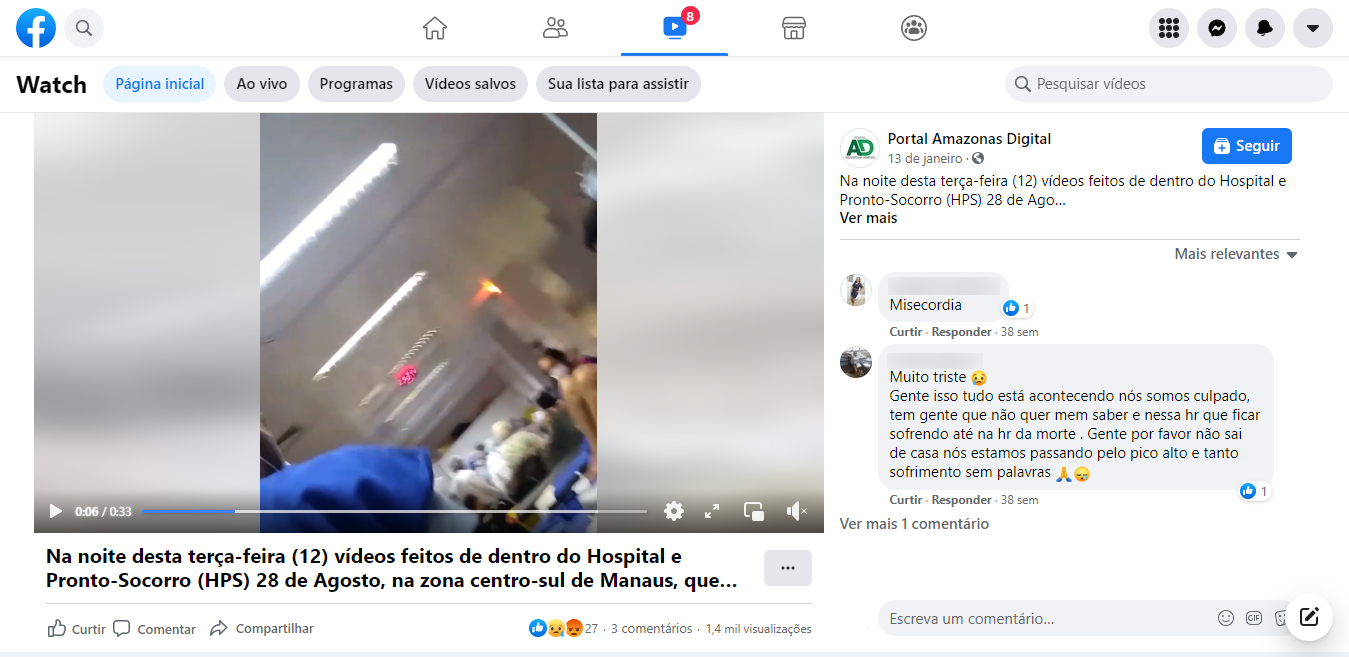 8
Watch
Página inicial
Ao vivo
Programas
Vídeos salvos
Sua lista para assistir
Pesquisar vídeos
0:06 / 0:33
Na noite desta terça-feira (12) vídeos feitos de dentro do Hospital e
Pronto-Socorro (HPS) 28 de Agosto, na zona centro-sul de Manaus, que...
Curtir
Comentar
Compartilhar
27 · 3 comentários · 1,4 mil visualizações
AD
Portal Amazonas Digital
13 de janeiro ·
Seguir
Na noite desta terça-feira (12) vídeos feitos de dentro do Hospital e
Pronto-Socorro (HPS) 28 de Ago...
Ver mais
Mais relevantes
Misecordia
1
Curtir · Responder · 38 sem
Muito triste 😥
Gente isso tudo está acontecendo nós somos culpado,
tem gente que não quer mem saber e nessa hr que ficar
sofrendo até na hr da morte . Gente por favor não sai
de casa nós estamos passando pelo pico alto e tanto
sofrimento sem palavras 🙏😪
1
Curtir · Responder · 38 sem
Ver mais 1 comentário
Escreva um comentário...
GIF